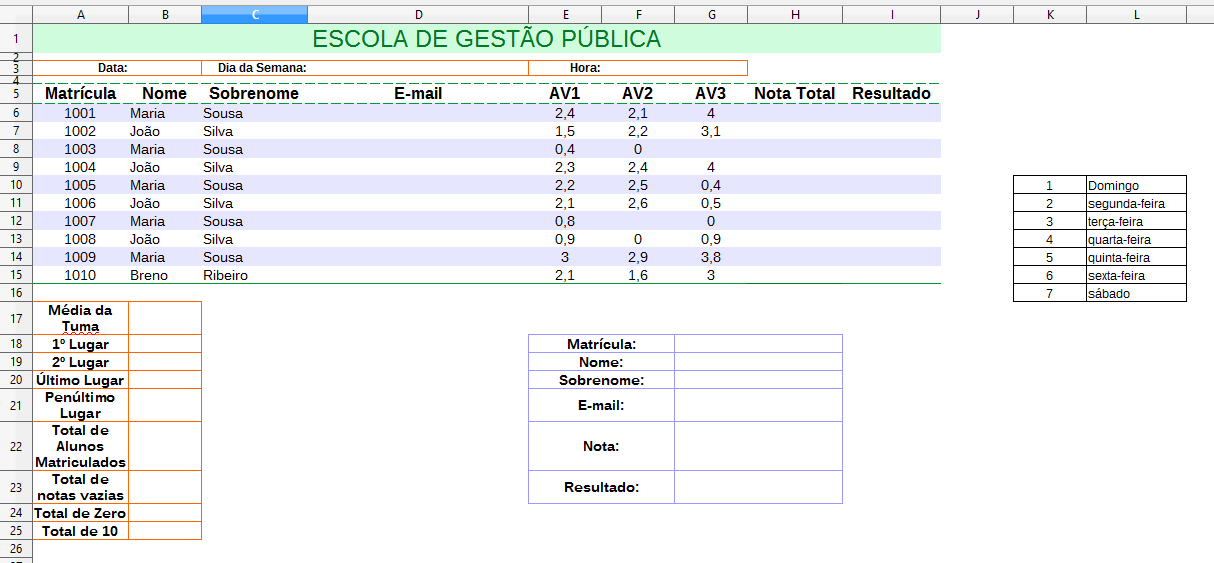 A B C D E F G H I J K L
1 ESCOLA DE GESTÃO PÚBLICA
2
3 Data: Dia da Semana: Hora:
4
5 Matrícula Nome Sobrenome E-mail AV1 AV2 AV3 Nota Total Resultado
6 1001 Maria Sousa 2,4 2,1 4
7 1002 João Silva 1,5 2,2 3,1
8 1003 Maria Sousa 0,4 0
9 1004 João Silva 2,3 2,4 4
10 1005 Maria Sousa 2,2 2,5 0,4 1 Domingo
11 1006 João Silva 2,1 2,6 0,5 2 segunda-feira
12 1007 Maria Sousa 0,8 0 3 terça-feira
13 1008 João Silva 0,9 0 0,9 4 quarta-feira
14 1009 Maria Sousa 3 2,9 3,8 5 quinta-feira
15 1010 Breno Ribeiro 2,1 1,6 3 6 sexta-feira
16 7 sábado
17 Média da
Tuma
18 1º Lugar Matrícula:
19 2º Lugar Nome:
20 Último Lugar Sobrenome:
21 Penúltimo
Lugar E-mail:
22 Total de
Alunos
Matriculados Nota:
23 Total de
notas vazias Resultado:
24 Total de Zero
25 Total de 10
26